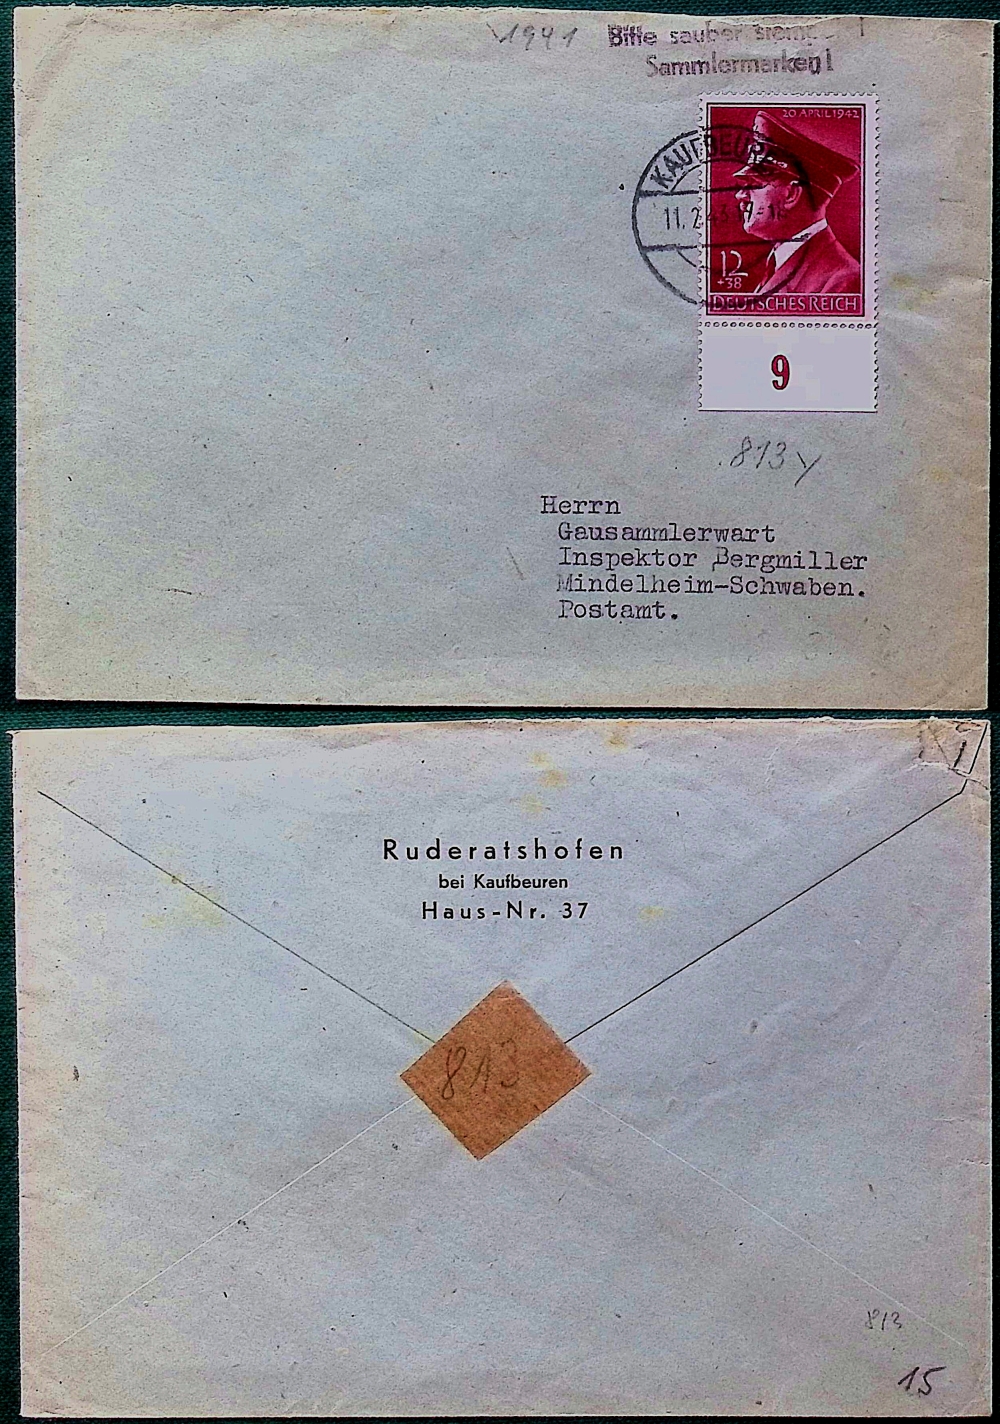 1941
Bitte sauber
Sammlermarken!
20 APRIL 1942
KAUFBEUREN
11.2.43
12
+38
DEUTSCHES REICH
9
813 y
Herrn
Gausammlerwart
Inspektor Bergmiller
Mindelheim-Schwaben.
Postamt.
Ruderatshofen
bei Kaufbeuren
Haus-Nr. 37
813
813
15